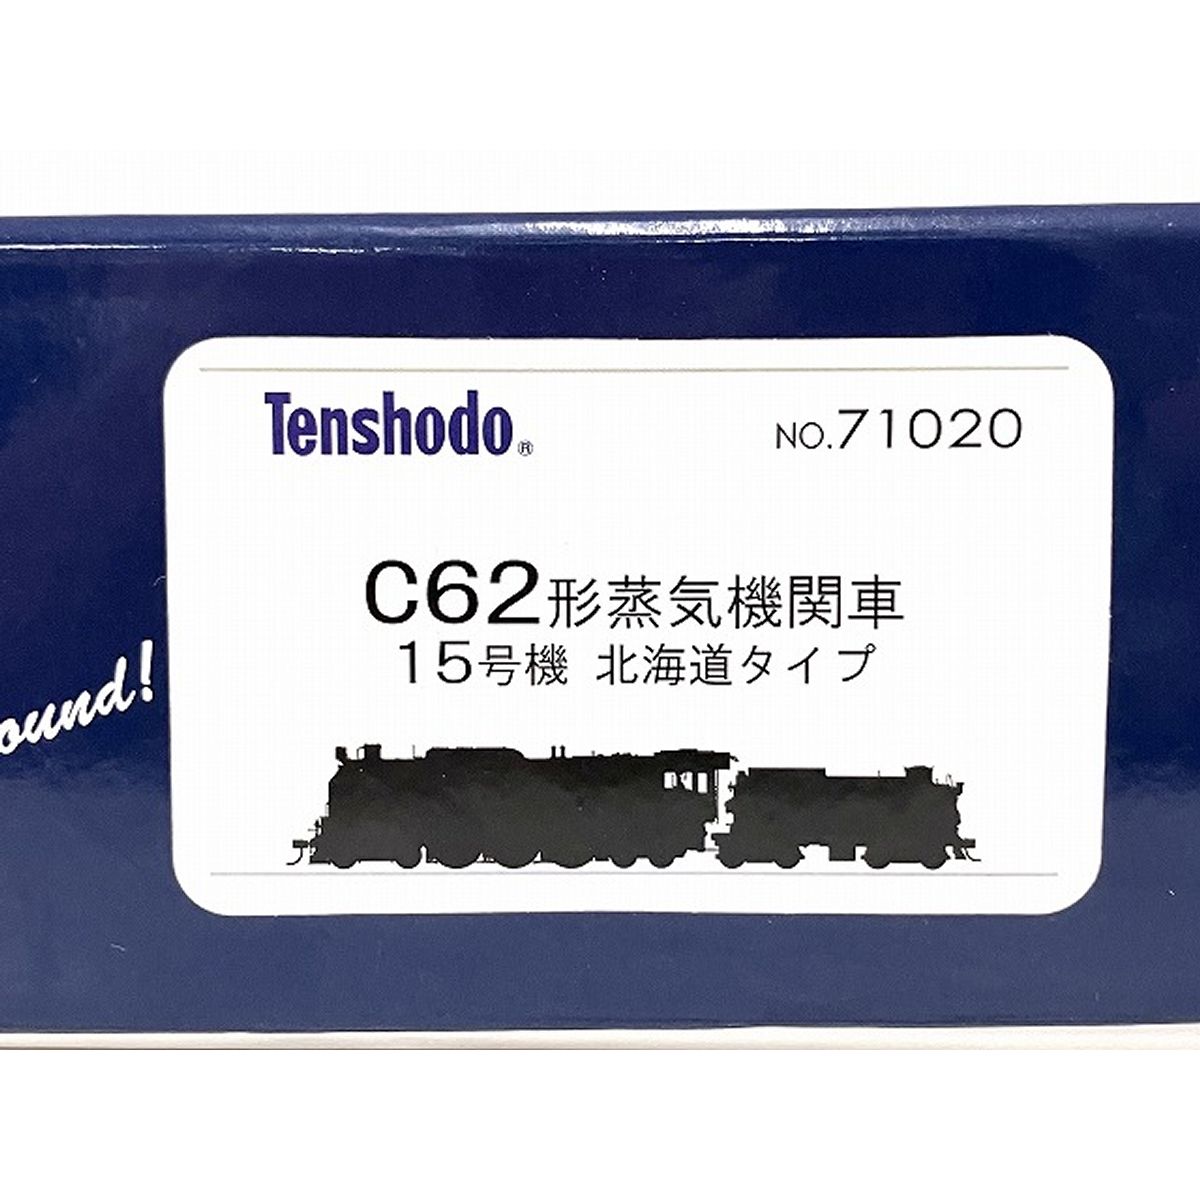 Tenshodo®
NO.71020
C62形蒸気機関車
15号機 北海道タイプ
ound!